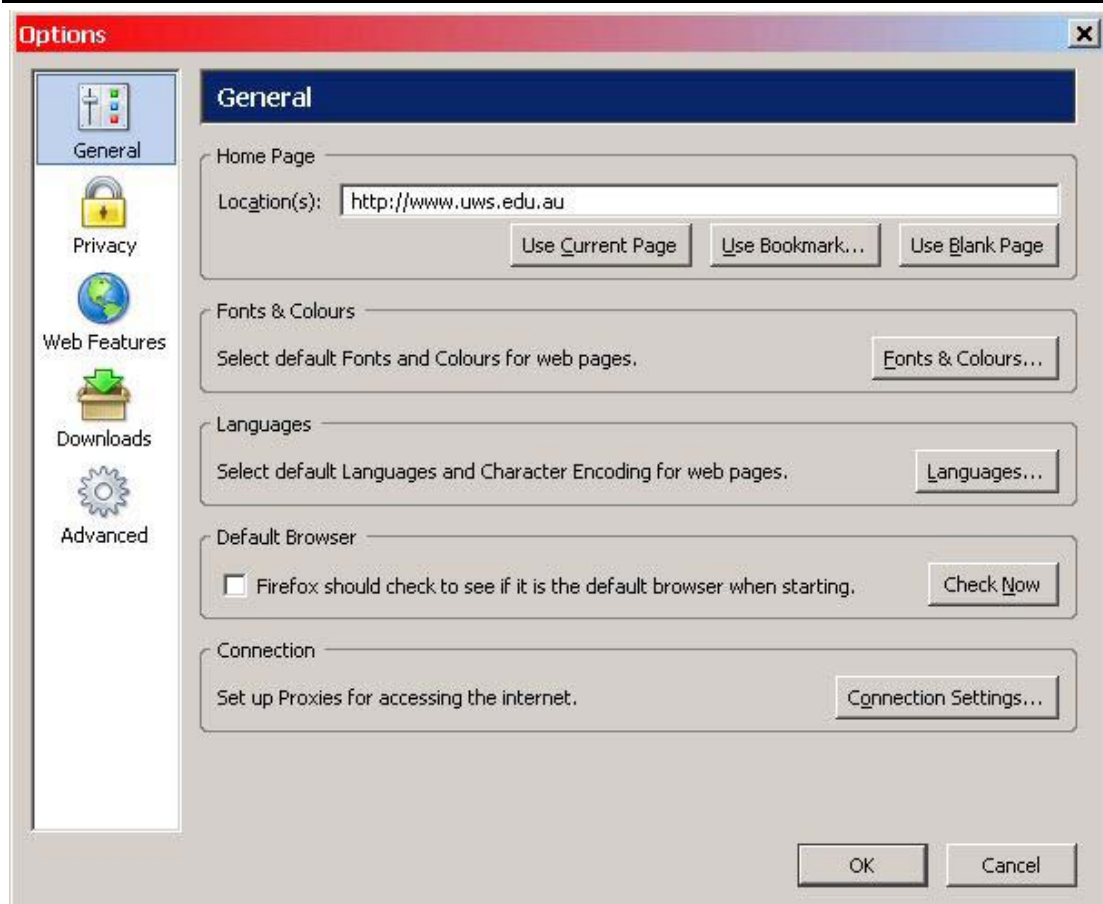 Options
General
Privacy
Web Features
Downloads
Advanced
General
Home Page
Location(s): http://www.uws.edu.au
Use Current Page Use Bookmark... Use Blank Page
Fonts & Colours
Select default Fonts and Colours for web pages. Fonts & Colours...
Languages
Select default Languages and Character Encoding for web pages. Languages...
Default Browser
Firefox should check to see if it is the default browser when starting. Check Now
Connection
Set up Proxies for accessing the internet. Connection Settings...
OK Cancel